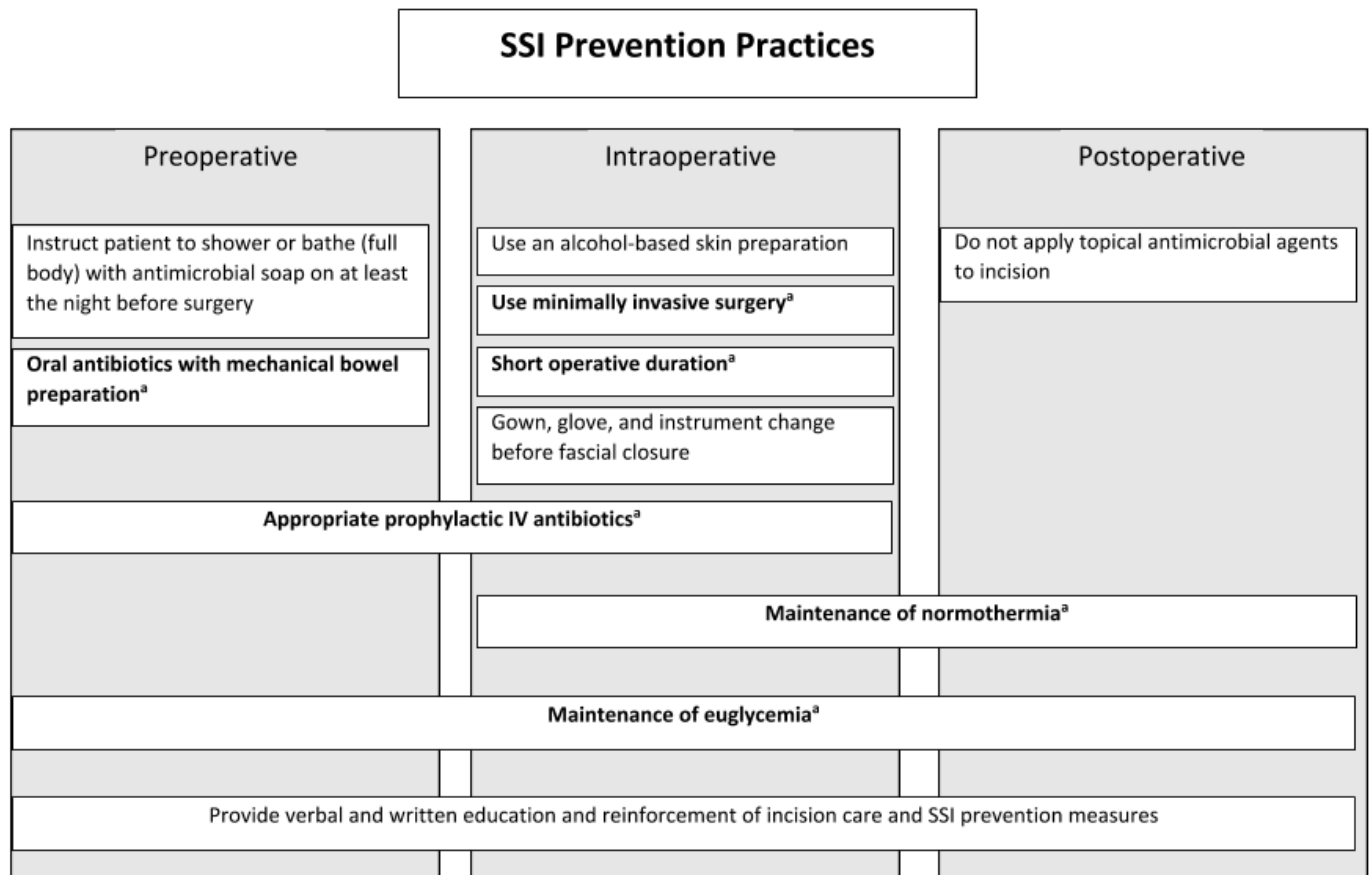 SSI Prevention Practices
Preoperative
Instruct patient to shower or bathe (full
body) with antimicrobial soap on at least
the night before surgery
Oral antibiotics with mechanical bowel
preparationᵃ
Intraoperative
Use an alcohol-based skin preparation
Use minimally invasive surgeryᵃ
Short operative durationᵃ
Gown, glove, and instrument change
before fascial closure
Postoperative
Do not apply topical antimicrobial agents
to incision
Appropriate prophylactic IV antibioticsᵃ
Maintenance of normothermiaᵃ
Maintenance of euglycemiaᵃ
Provide verbal and written education and reinforcement of incision care and SSI prevention measures